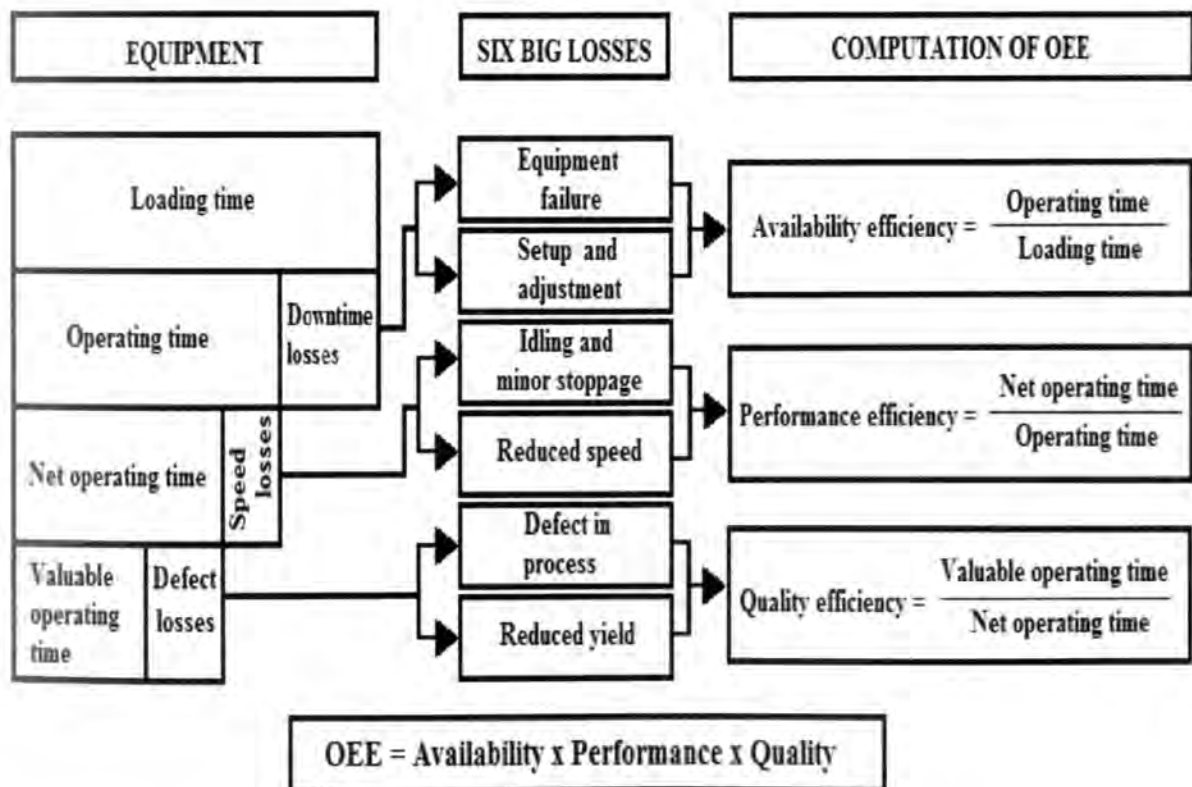 EQUIPMENT
SIX BIG LOSSES
COMPUTATION OF OEE
Loading time
Operating time
Downtime
losses
Net operating time
Speed
losses
Valuable
operating
time
Defect
losses
Equipment
failure
Setup and
adjustment
Idling and
minor stoppage
Reduced speed
Defect in
process
Reduced yield
Availability efficiency = Operating time
Loading time
Performance efficiency = Net operating time
Operating time
Quality efficiency = Valuable operating time
Net operating time
OEE = Availability x Performance x Quality